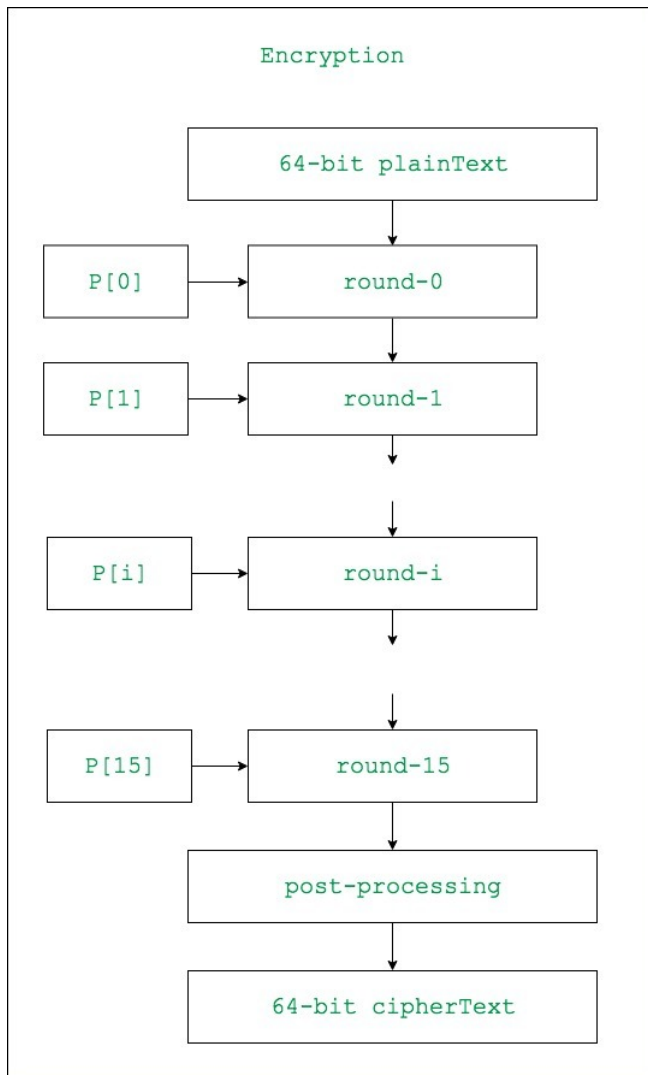 Encryption
64-bit plainText
P[0]
round-0
P[1]
round-1
P[i]
round-i
P[15]
round-15
post-processing
64-bit cipherText